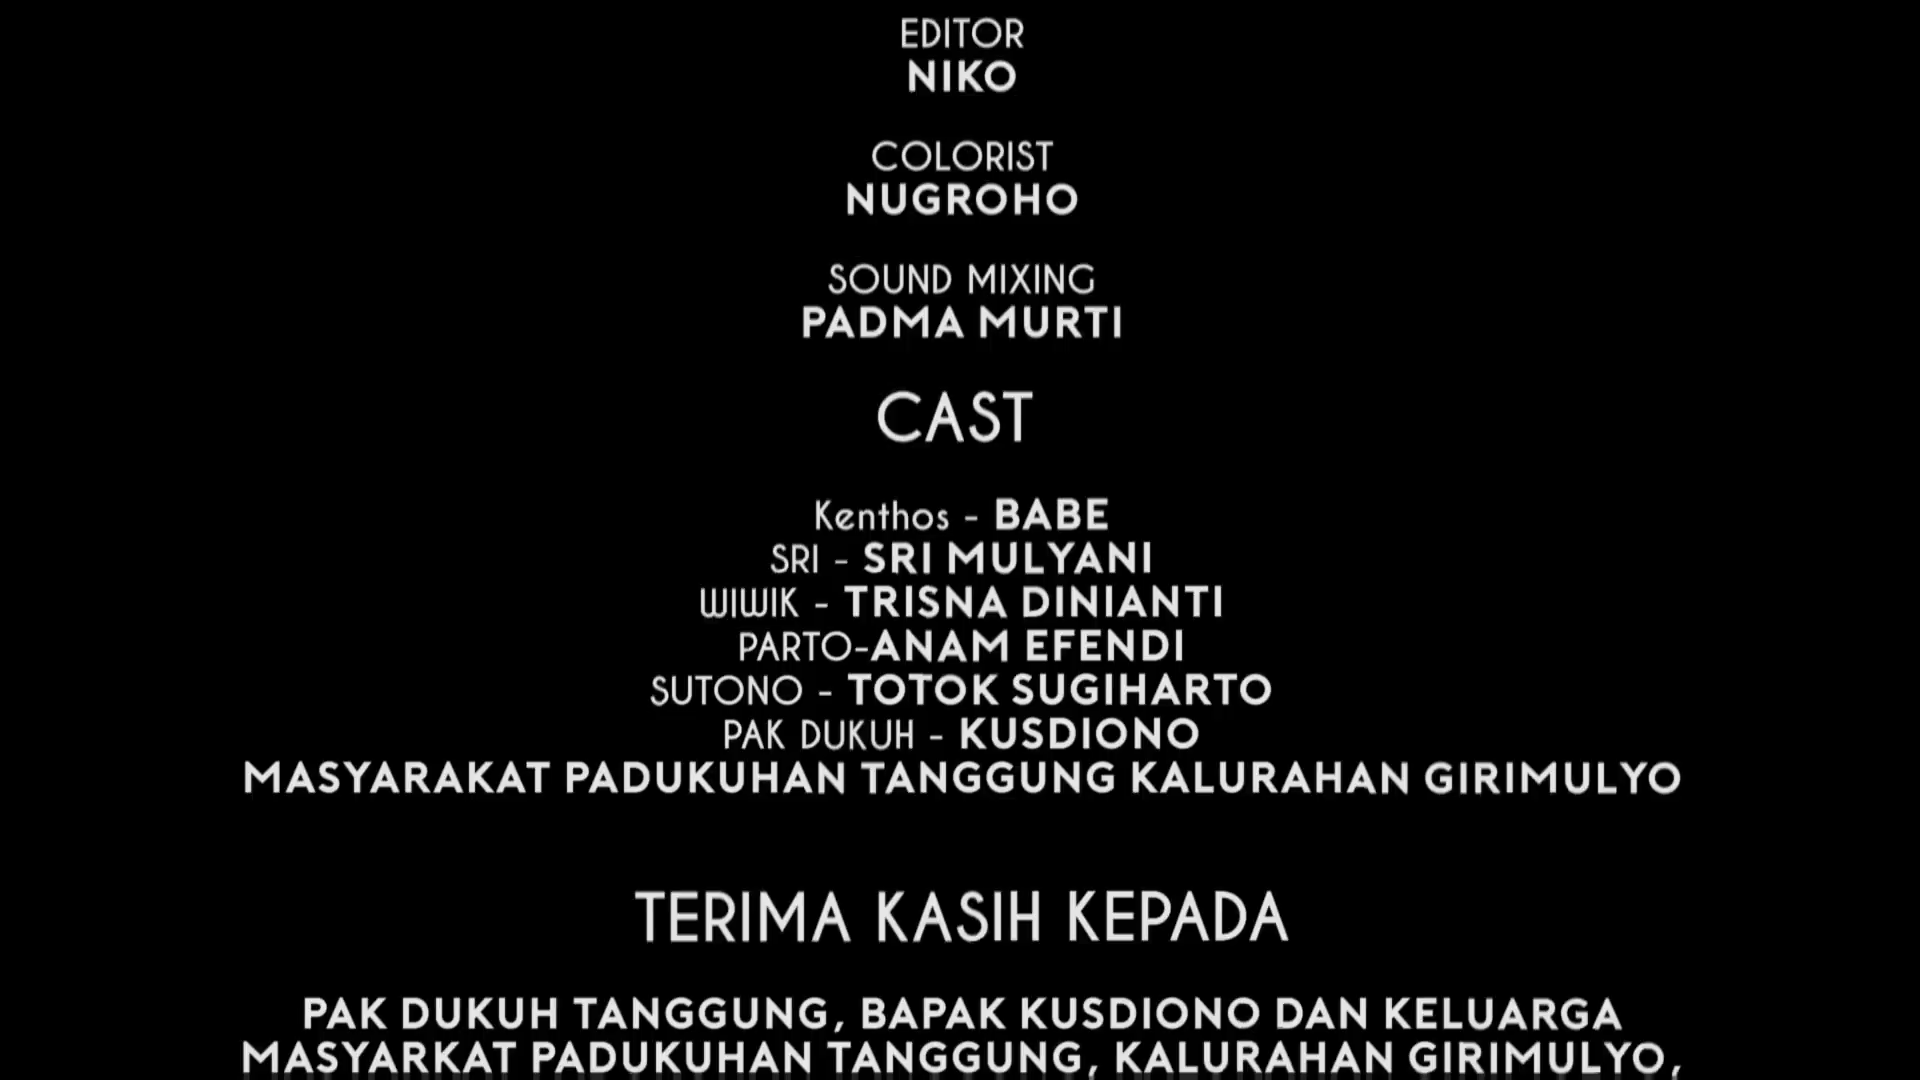 EDITOR
NIKO
COLORIST
NUGROHO
SOUND MIXING
PADMA MURTI
CAST
Kenthos - BABE
SRI - SRI MULYANI
WIWIK - TRISNA DINIANTI
PARTO-ANAM EFENDI
SUTONO - TOTOK SUGIHARTO
PAK DUKUH - KUSDIONO
MASYARAKAT PADUKUHAN TANGGUNG KALURAHAN GIRIMULYO
TERIMA KASIH KEPADA
PAK DUKUH TANGGUNG, BAPAK KUSDIONO DAN KELUARGA
MASYARKAT PADUKUHAN TANGGUNG, KALURAHAN GIRIMULYO,